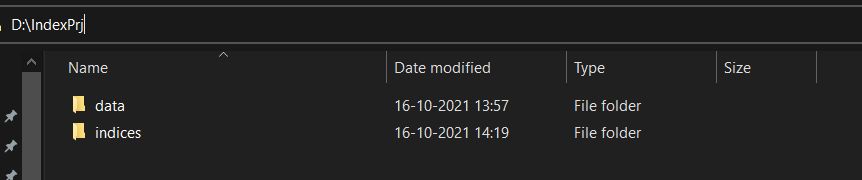 D:\IndexPrj
Name Date modified Type Size
data 16-10-2021 13:57 File folder
indices 16-10-2021 14:19 File folder